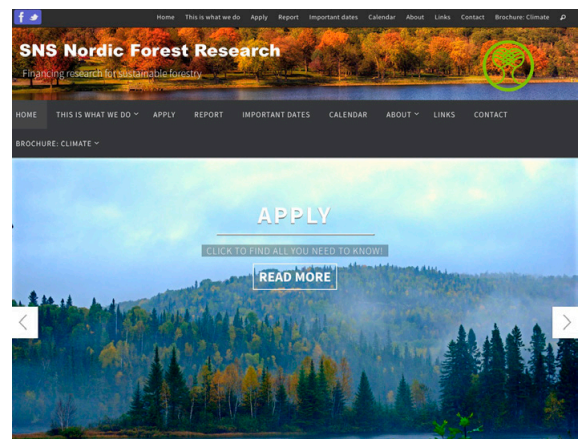 Home This is what we do Apply Report Important dates Calendar About Links Contact Brochure: Climate
SNS Nordic Forest Research
Financing research for sustainable forestry
HOME THIS IS WHAT WE DO APPLY REPORT IMPORTANT DATES CALENDAR ABOUT LINKS CONTACT
BROCHURE: CLIMATE
APPLY
CLICK TO FIND ALL YOU NEED TO KNOW!
READ MORE